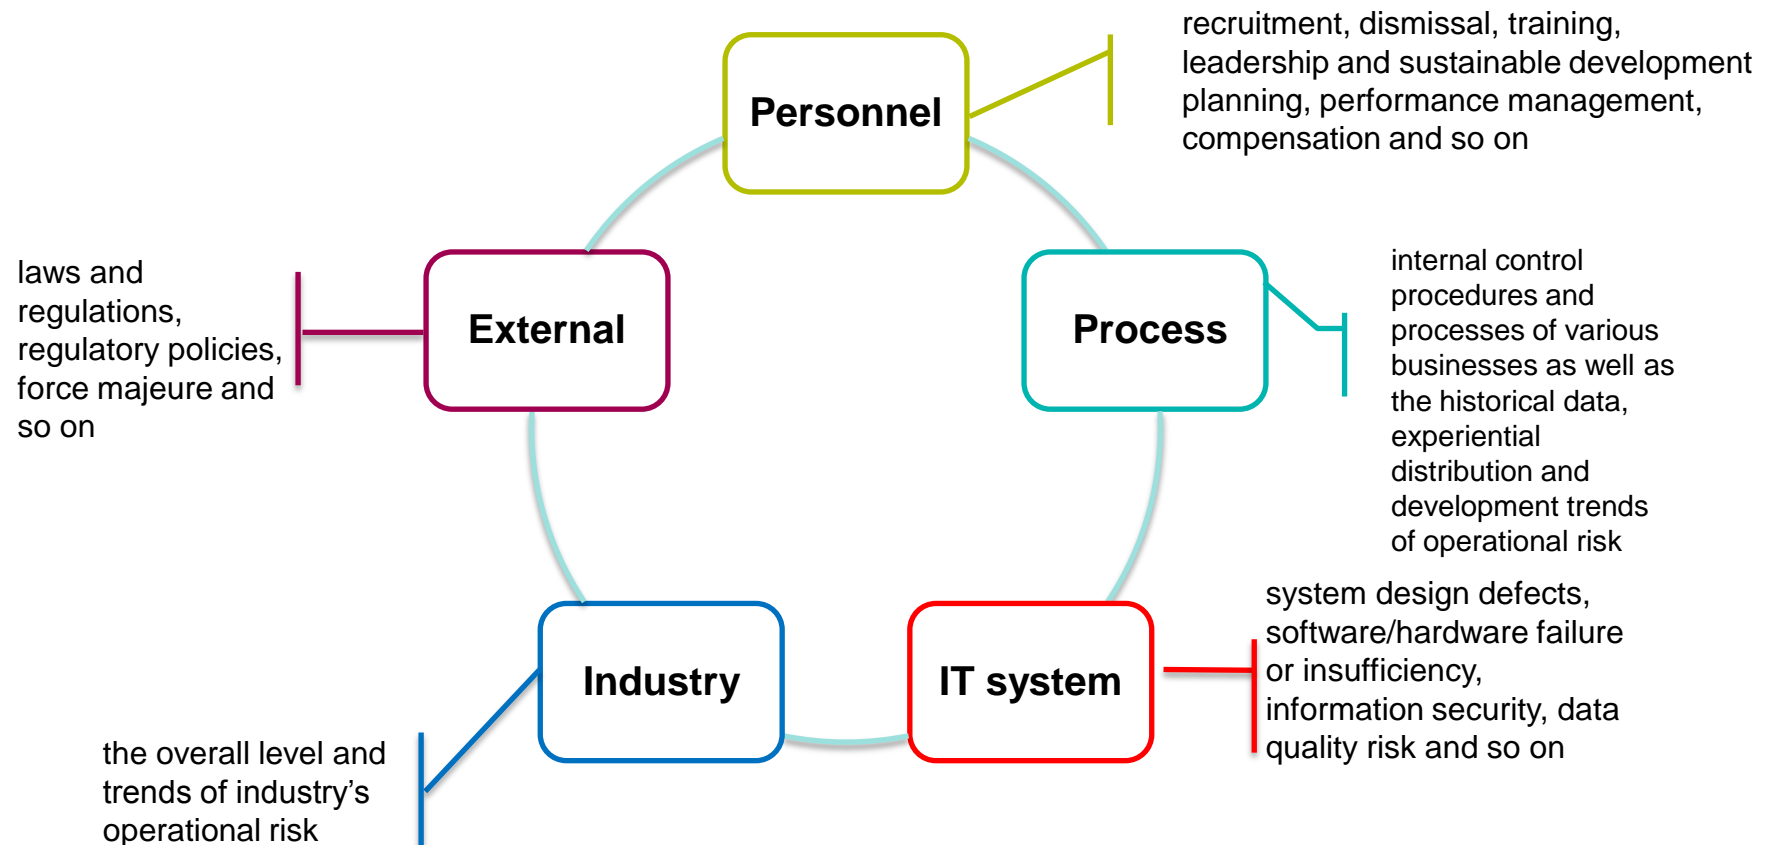 recruitment, dismissal, training,
leadership and sustainable development
planning, performance management,
compensation and so on
Personnel
laws and
regulations,
regulatory policies,
force majeure and
so on
External
Process
internal control
procedures and
processes of various
businesses as well as
the historical data,
experiential
distribution and
development trends
of operational risk
Industry
IT system
system design defects,
software/hardware failure
or insufficiency,
information security, data
quality risk and so on
the overall level and
trends of industry’s
operational risk